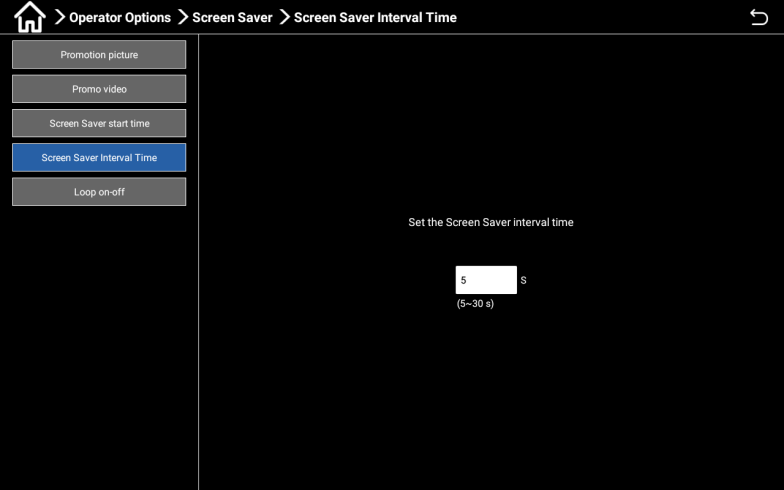 Operator Options Screen Saver Screen Saver Interval Time
Promotion picture
Promo video
Screen Saver start time
Screen Saver Interval Time
Loop on-off
Set the Screen Saver interval time
5 S
(5~30 s)